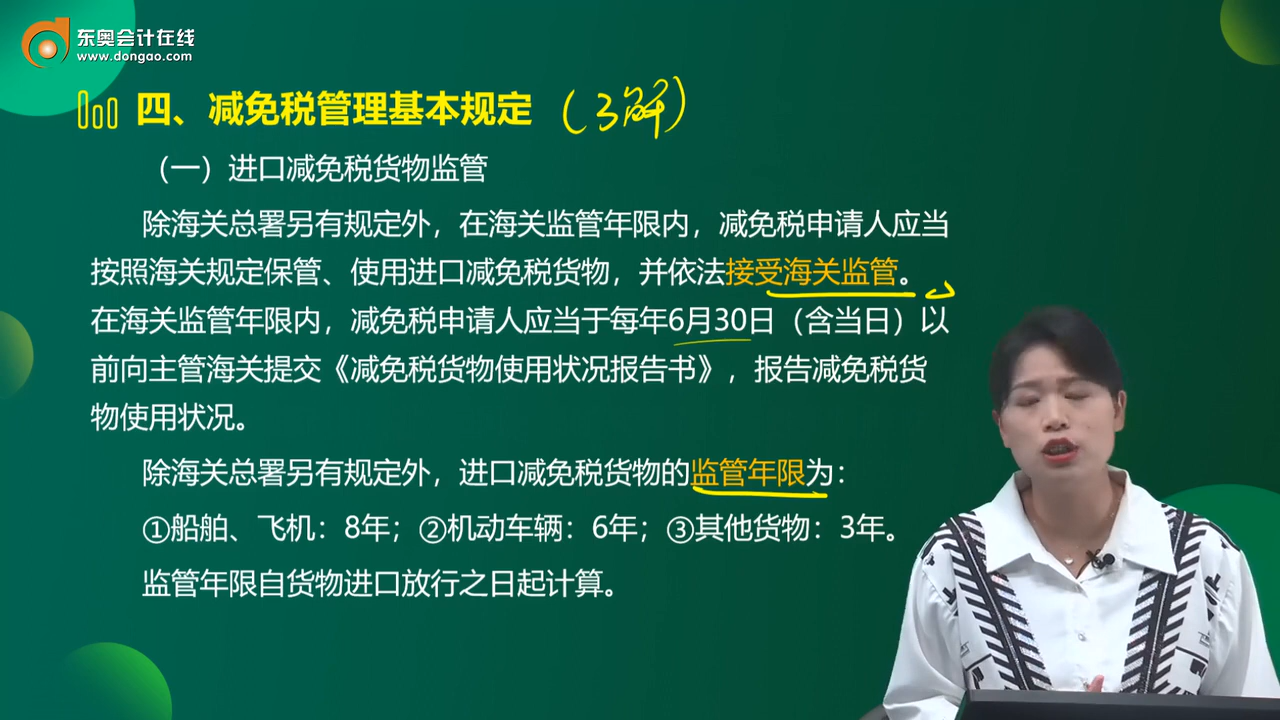 东奥会计在线
www.dongao.com
四、减免税管理基本规定（了解）
（一）进口减免税货物监管
除海关总署另有规定外，在海关监管年限内，减免税申请人应当
按照海关规定保管、使用进口减免税货物，并依法接受海关监管。
在海关监管年限内，减免税申请人应当于每年6月30日（含当日）以
前向主管海关提交《减免税货物使用状况报告书》，报告减免税货
物使用状况。
除海关总署另有规定外，进口减免税货物的监管年限为：
①船舶、飞机：8年；②机动车辆：6年；③其他货物：3年。
监管年限自货物进口放行之日起计算。